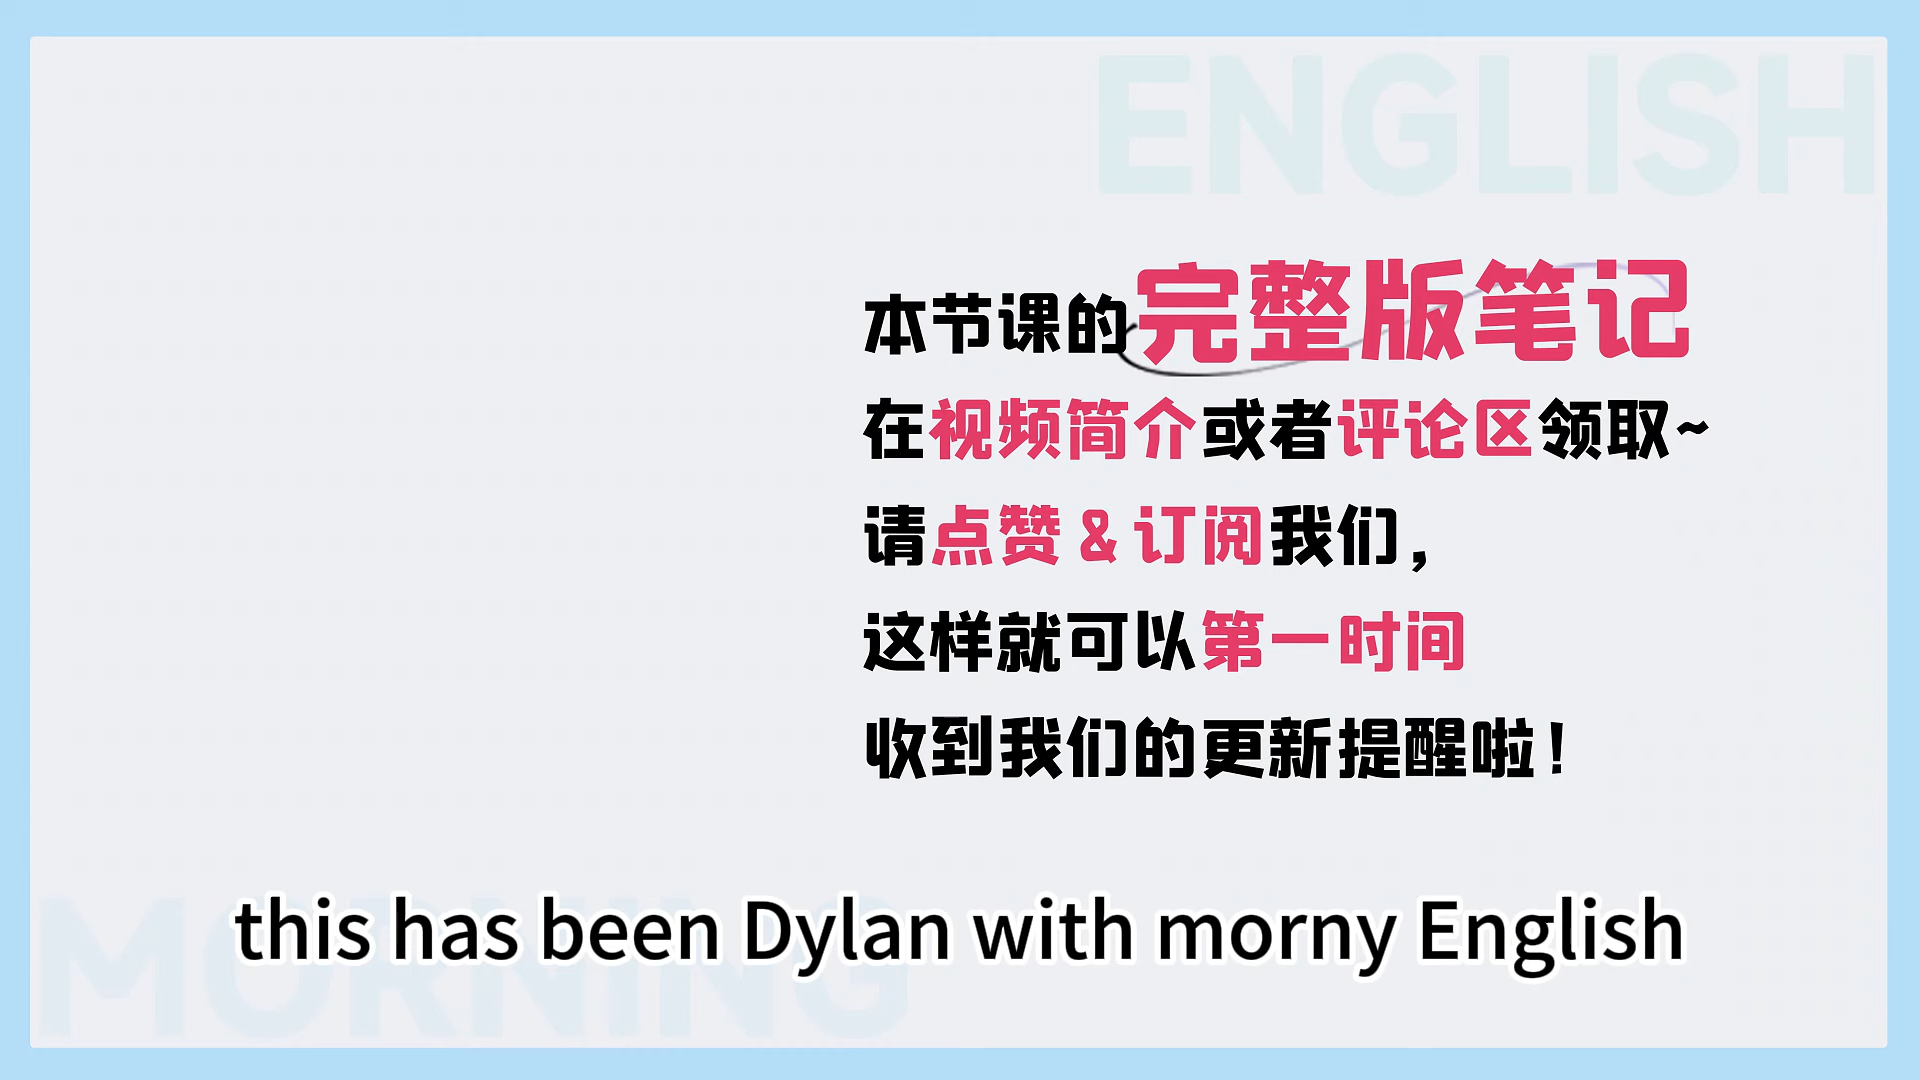 ENGLISH
本节课的完整版笔记
在视频简介或者评论区领取~
请点赞&订阅我们，
这样就可以第一时间
收到我们的更新提醒啦！
MORNING
this has been Dylan with morny English